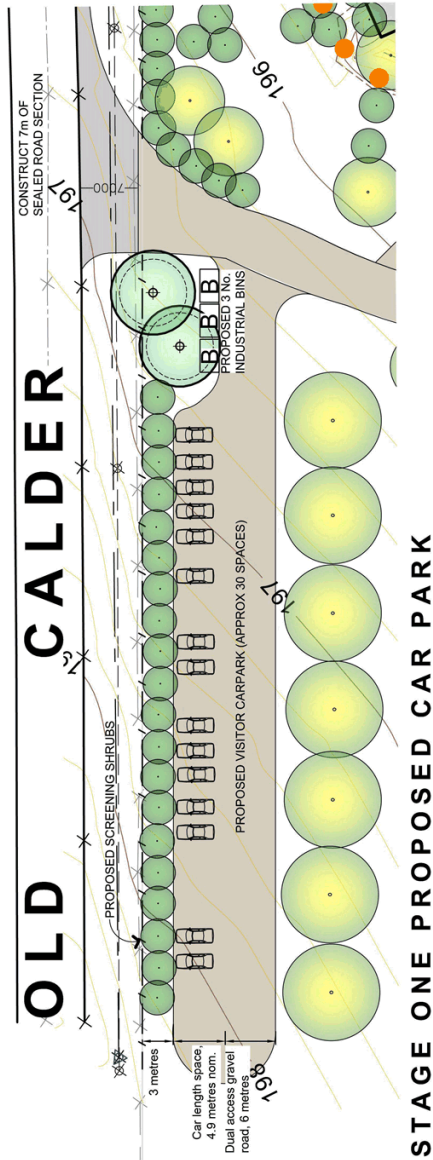 CONSTRUCT 7m OF
SEALED ROAD SECTION
197
7000
196
OLD CALDER
19
PROPOSED SCREENING SHRUBS
B B B
PROPOSED 3 No.
INDUSTRIAL BINS
PROPOSED VISITOR CARPARK (APPROX 30 SPACES)
197
3 metres
Car length space,
4.9 metres nom.
Dual access gravel
road, 6 metres
198
STAGE ONE PROPOSED CAR PARK